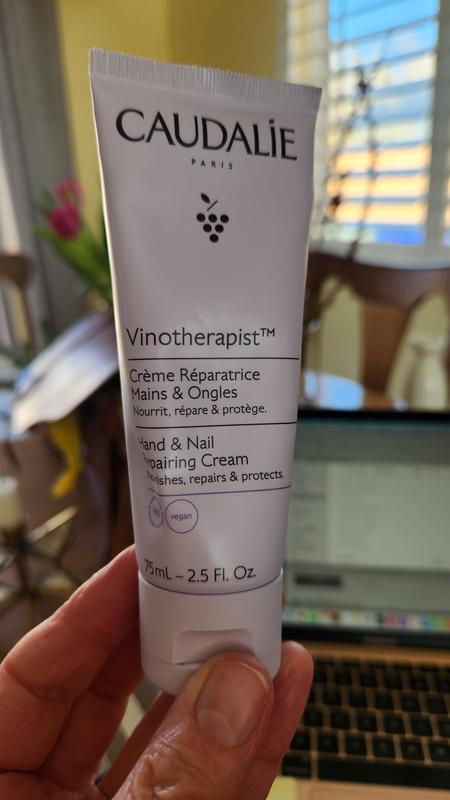 CAUDALÍE
PARIS
Vinotherapist™
Crème Réparatrice
Mains & Ongles
Nourrit, répare & protège.
Hand & Nail
Repairing Cream
Nourishes, repairs & protects.
vegan
75mL – 2.5 Fl. Oz.